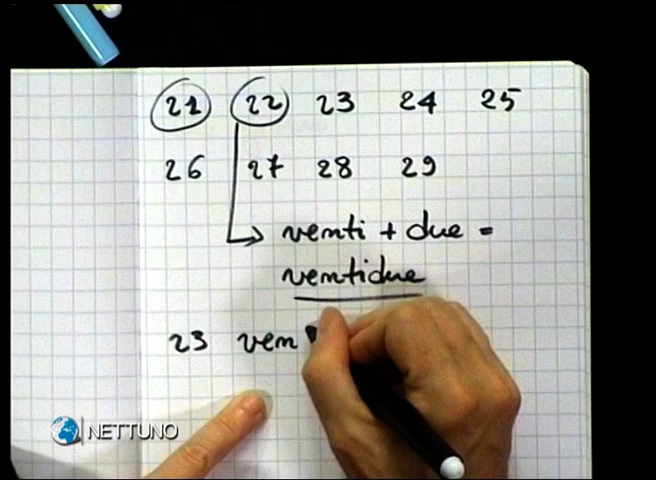 21 22 23 24 25
26 27 28 29
venti + due =
ventidue
23 ven
NETTUNO